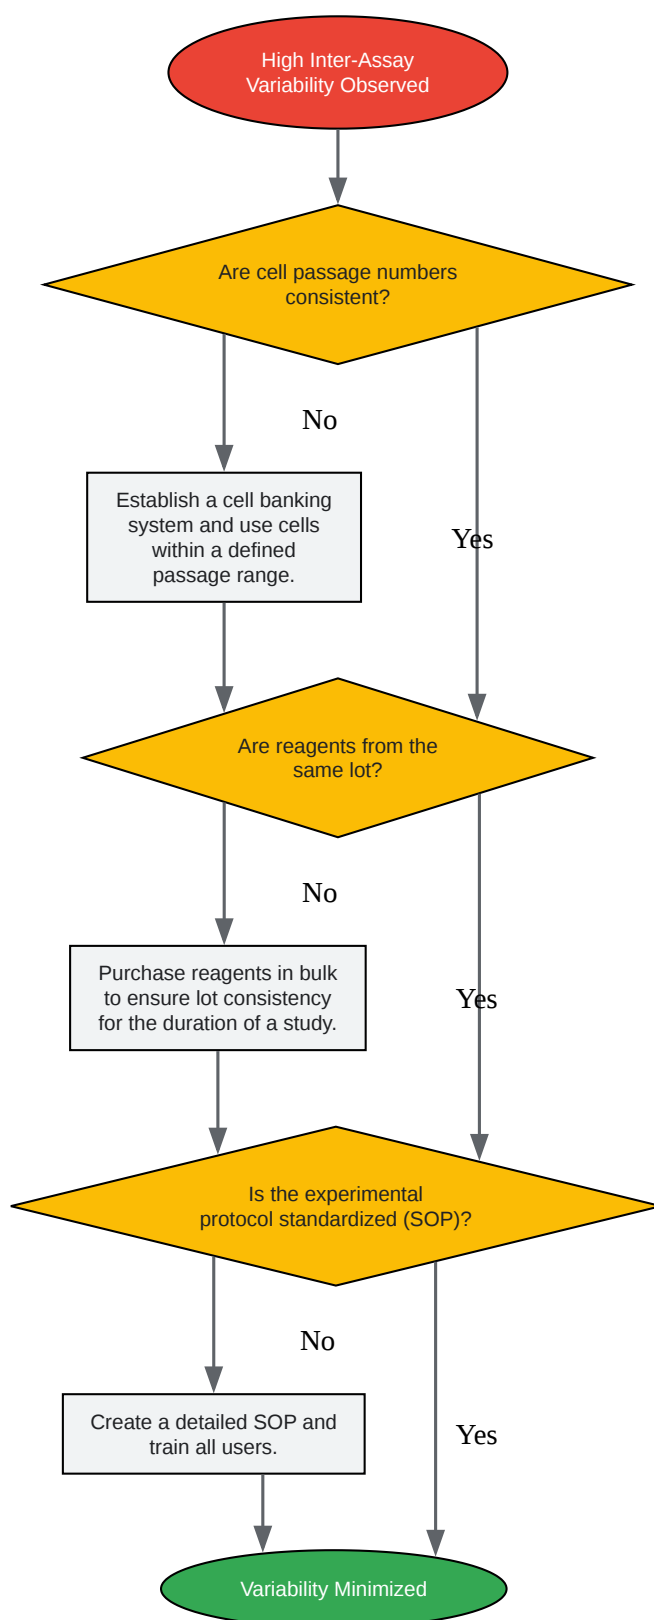 High Inter-Assay
Variability Observed
Are cell passage numbers
consistent?
No
Establish a cell banking
system and use cells
within a defined
passage range.
Yes
Are reagents from the
same lot?
No
Purchase reagents in bulk
to ensure lot consistency
for the duration of a study.
Yes
Is the experimental
protocol standardized (SOP)?
No
Create a detailed SOP and
train all users.
Yes
Variability Minimized